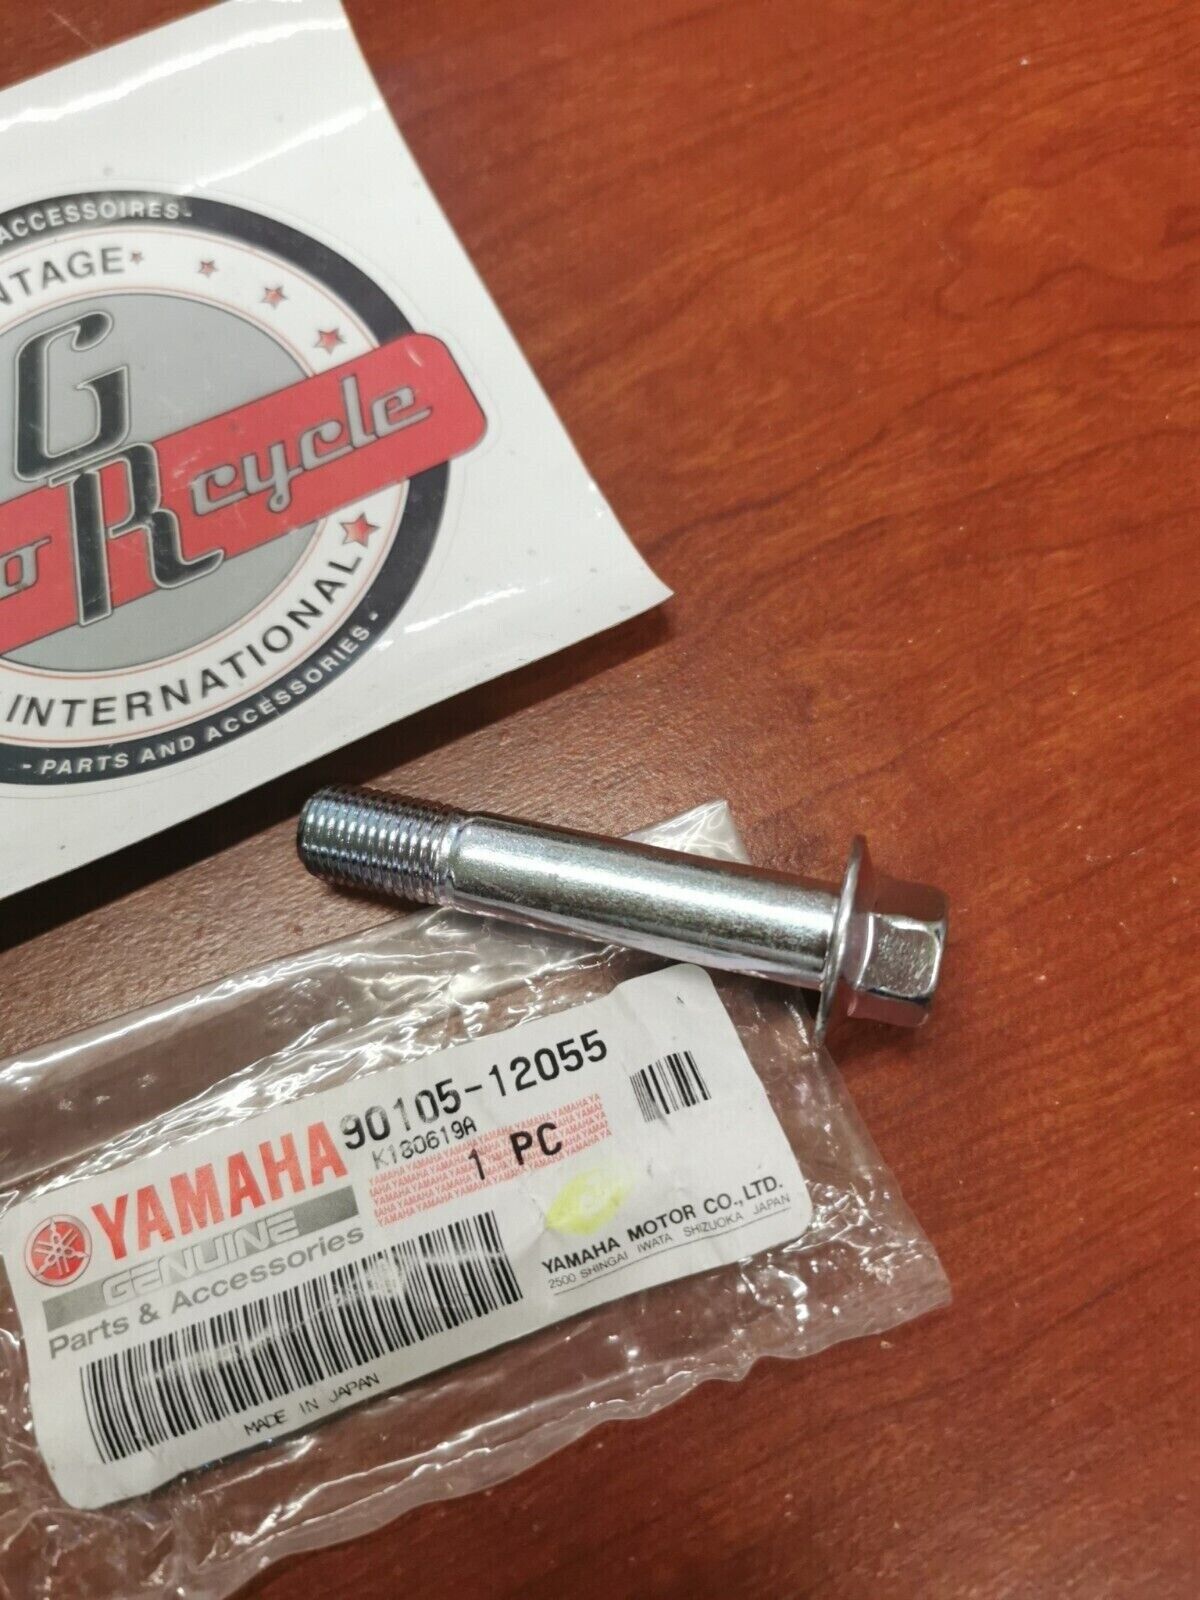 ACCESSOIRES -
NTAGE
G
R
o cycle
INTERNATIONAL
- PARTS AND ACCESSORIES -
YAMAHA
GENUINE
Parts & Accessories
90105-12055
K180619A
1 PC
YAMAHA MOTOR CO., LTD.
2500 SHINGAI IWATA SHIZUOKA JAPAN
MADE IN JAPAN